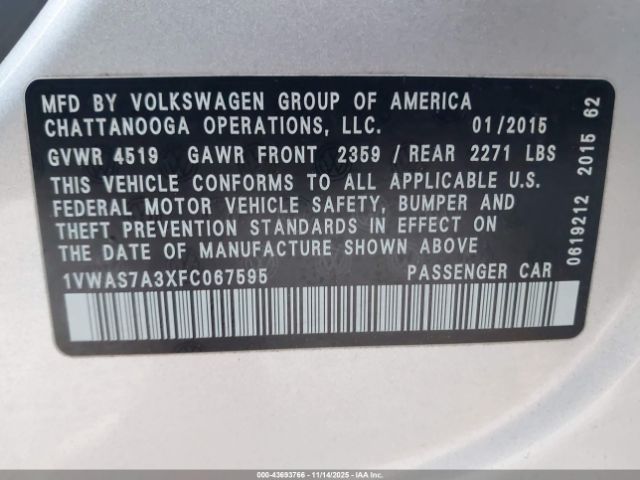 MFD BY VOLKSWAGEN GROUP OF AMERICA
CHATTANOOGA OPERATIONS, LLC. 01/2015
GVWR 4519 GAWR FRONT 2359 / REAR 2271 LBS
THIS VEHICLE CONFORMS TO ALL APPLICABLE U.S.
FEDERAL MOTOR VEHICLE SAFETY, BUMPER AND
THEFT PREVENTION STANDARDS IN EFFECT ON
THE DATE OF MANUFACTURE SHOWN ABOVE
1VWAS7A3XFC067595 PASSENGER CAR
0619212 2015 62
000-43693766 - 11/14/2025 - IAAI.COM